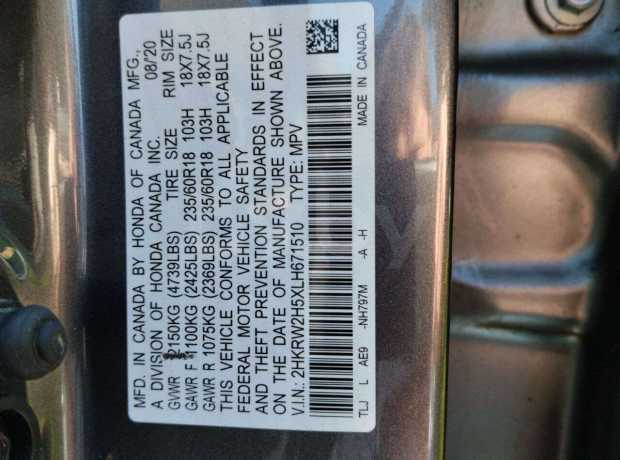 MFD. IN CANADA BY HONDA OF CANADA MFG.,
A DIVISION OF HONDA CANADA INC. 08/20
GVWR 2150KG (4739LBS) TIRE SIZE RIM SIZE
GAWR F 1100KG (2425LBS) 235/60R18 103H 18X7.5J
GAWR R 1075KG (2369LBS) 235/60R18 103H 18X7.5J
THIS VEHICLE CONFORMS TO ALL APPLICABLE
FEDERAL MOTOR VEHICLE SAFETY
AND THEFT PREVENTION STANDARDS IN EFFECT
ON THE DATE OF MANUFACTURE SHOWN ABOVE.
V.I.N.: 2HKRW2H5XLH671510 TYPE: MPV
TLJ L AE9 -NH797M -A -H MADE IN CANADA